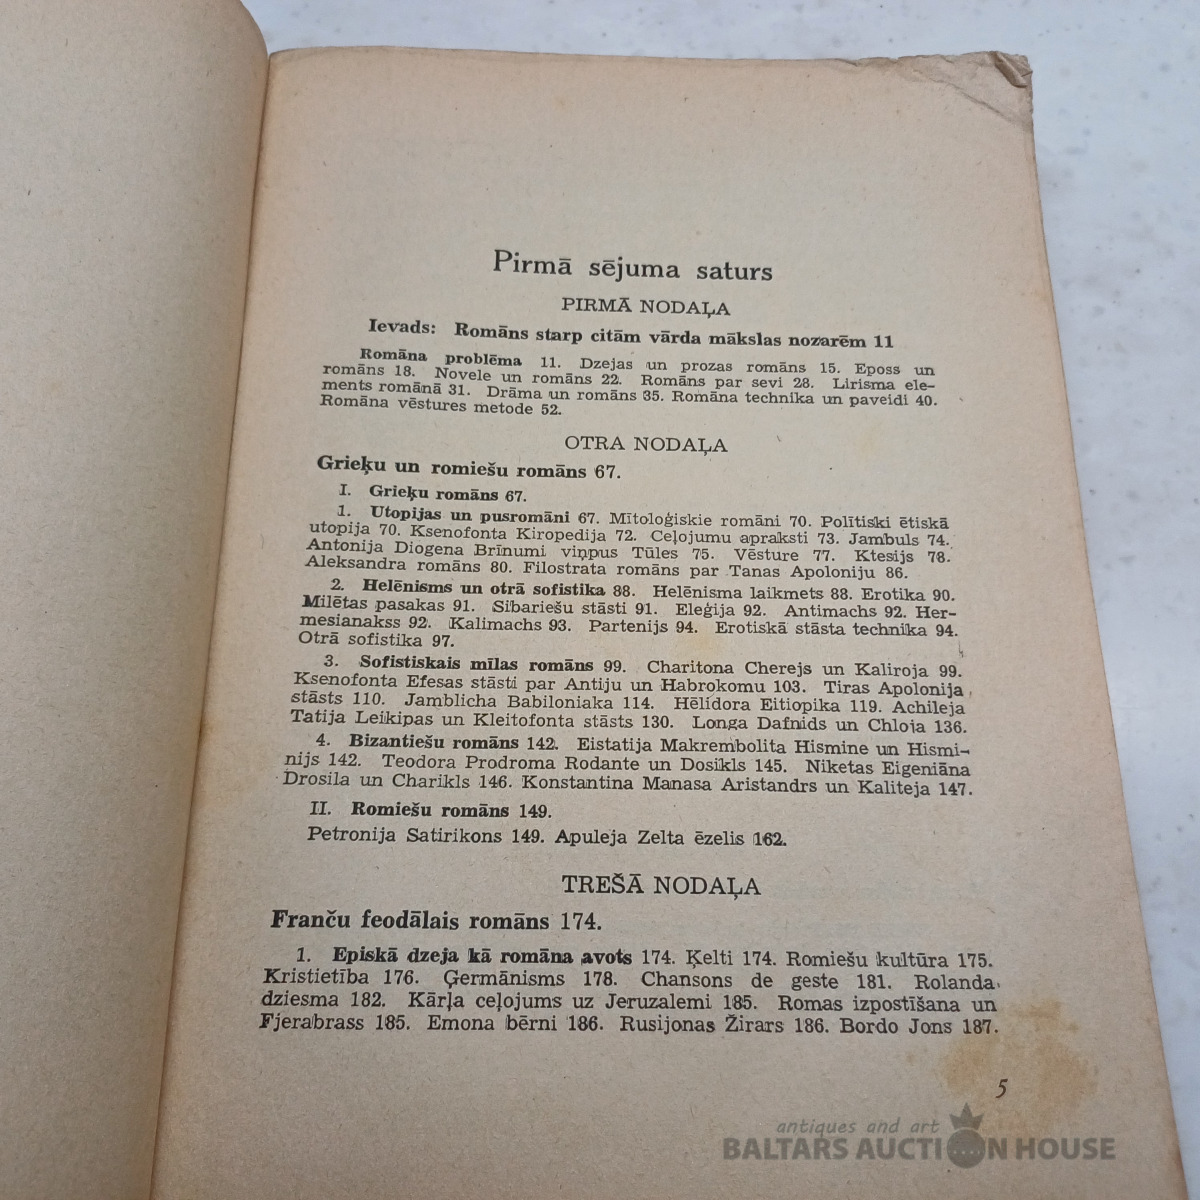 Pirmā sējuma saturs
PIRMĀ NODAĻA
Ievads: Romāns starp citām vārda mākslas nozarēm 11
Romāna problēma 11. Dzejas un prozas romāns 15. Eposs un
romāns 18. Novele un romāns 22. Romāns par sevi 28. Lirisma ele-
ments romānā 31. Drāma un romāns 35. Romāna technika un paveidi 40.
Romāna vēstures metode 52.
OTRA NODAĻA
Grieķu un romiešu romāns 67.
I. Grieķu romāns 67.
1. Utopijas un pusromāni 67. Mītoloģiskie romāni 70. Polītiski ētiskā
utopija 70. Ksenofonta Kiropedija 72. Ceļojumu apraksti 73. Jambuls 74.
Antonija Diogena Brīnumi viņpus Tūles 75. Vēsture 77. Ktesijs 78.
Aleksandra romāns 80. Filostrata romāns par Tanas Apoloniju 86.
2. Helēnisms un otrā sofistika 88. Helēnisma laikmets 88. Erotika 90.
Milētas pasakas 91. Sibariešu stāsti 91. Eleģija 92. Antimachs 92. Her-
mesianakss 92. Kalimachs 93. Partenijs 94. Erotiskā stāsta technika 94.
Otrā sofistika 97.
3. Sofistiskais mīlas romāns 99. Charitona Cherejs un Kaliroja 99.
Ksenofonta Efesas stāsti par Antiju un Habrokomu 103. Tiras Apolonija
stāsts 110. Jamblicha Babiloniaka 114. Hēlidora Eitiopika 119. Achileja
Tatija Leikipas un Kleitofonta stāsts 130. Longa Dafnids un Chloja 136.
4. Bizantiešu romāns 142. Eistatija Makrembolita Hismine un Hismi-
nijs 142. Teodora Prodroma Rodante un Dosikls 145. Niketas Eigeniāna
Drosila un Charikls 146. Konstantina Manasa Aristandrs un Kaliteja 147.
II. Romiešu romāns 149.
Petronija Satirikons 149. Apuleja Zelta ēzelis 162.
TREŠĀ NODAĻA
Franču feodālais romāns 174.
1. Episkā dzeja kā romāna avots 174. Ķelti 174. Romiešu kultūra 175.
Kristietība 176. Ģermānisms 178. Chansons de geste 181. Rolanda
dziesma 182. Kārļa ceļojums uz Jeruzalemi 185. Romas izpostīšana un
Fjerabrass 185. Emona bērni 186. Rusijonas Žirars 186. Bordo Jons 187.
5
antiques and art
BALTARS AUCTION HOUSE